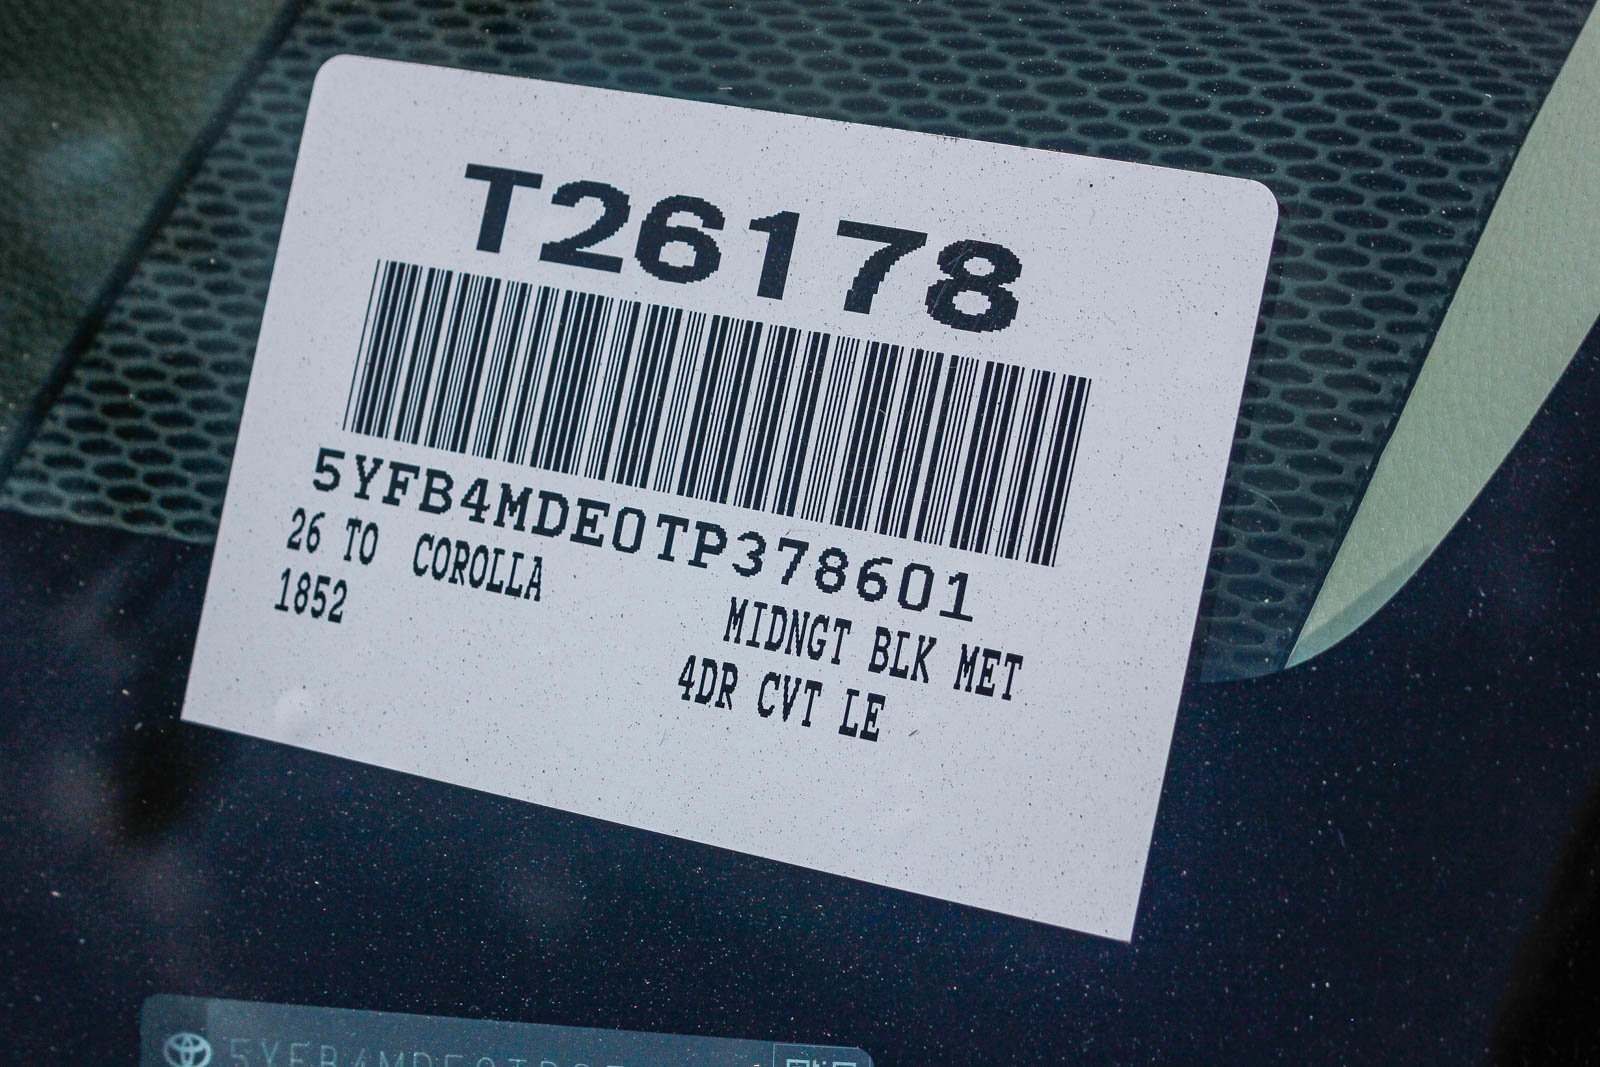 T26178
5YFB4MDE0TP378601
26 TO COROLLA
MIDNGT BLK MET
1852
4DR CVT LE